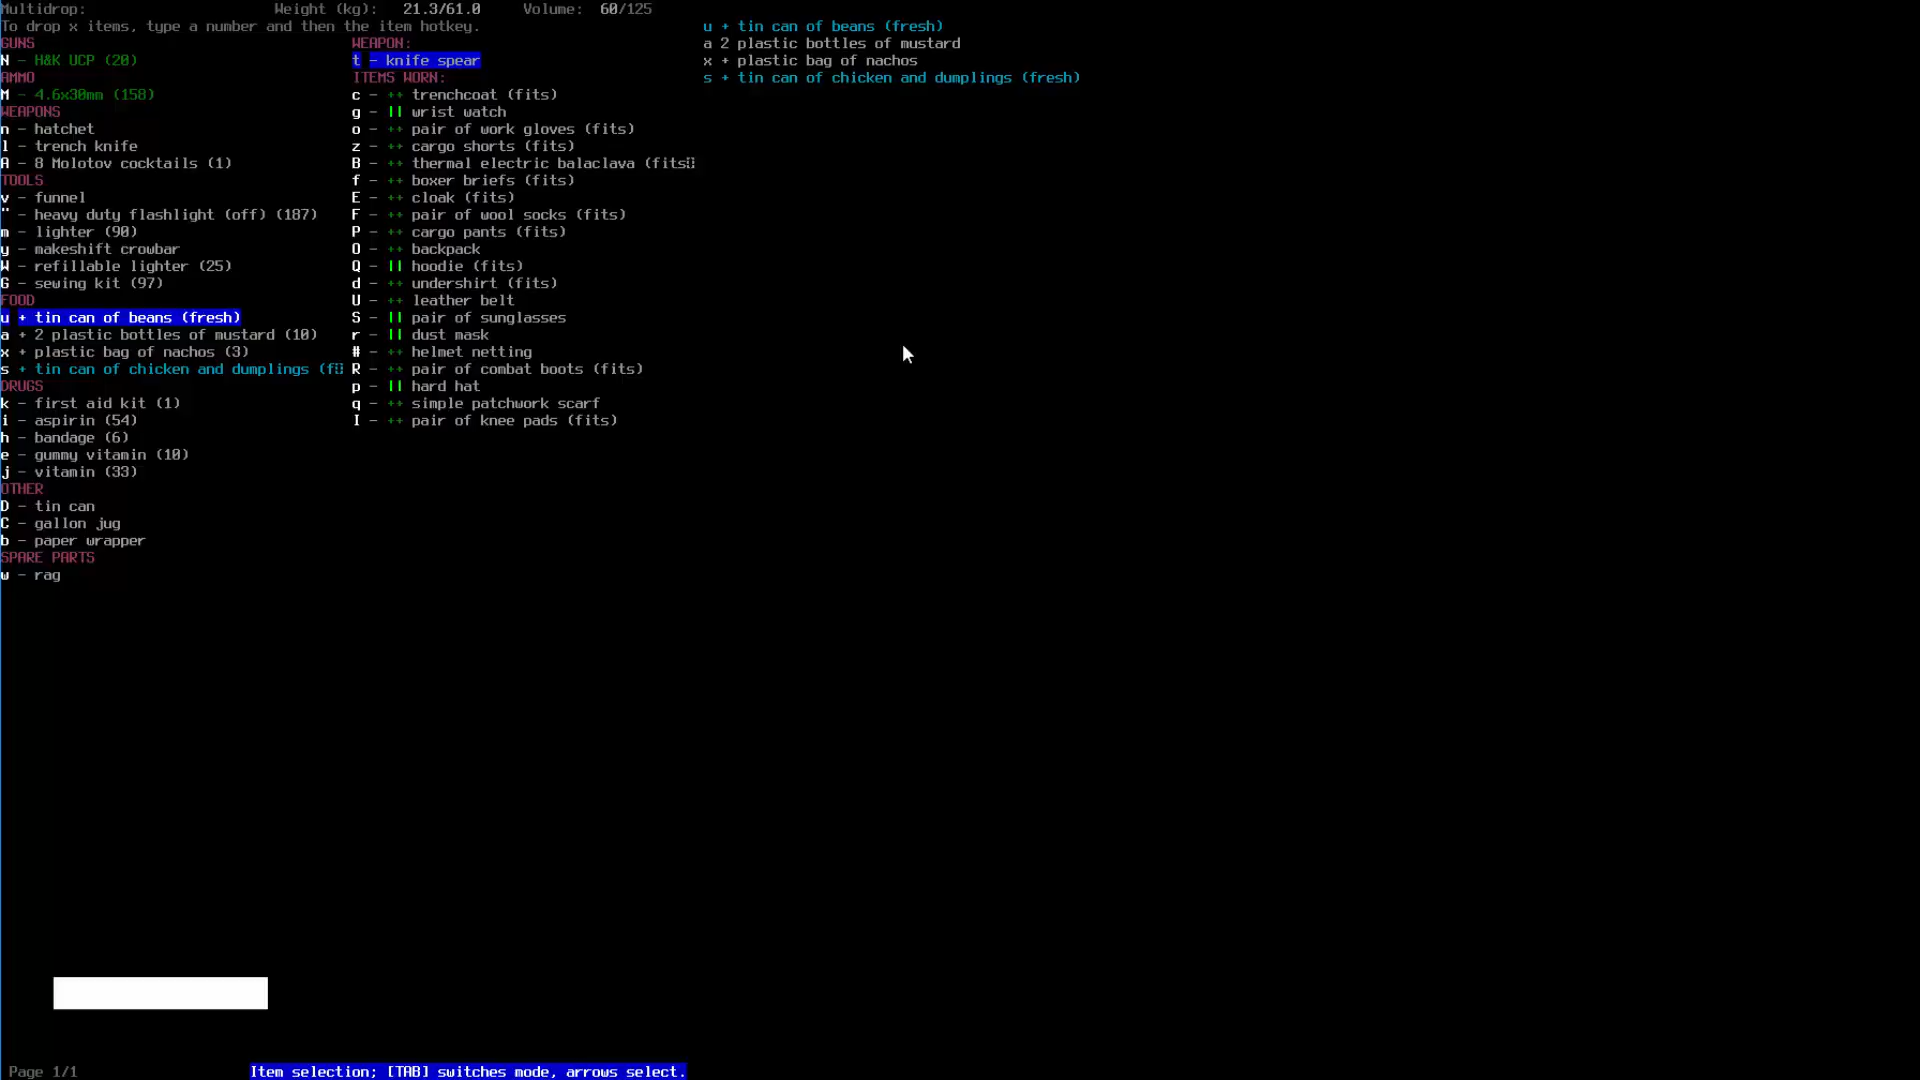 Multidrop: Weight (kg): 21.3/61.0 Volume: 60/125
To drop x items, type a number and then the item hotkey.
GUNS
N - H&K UCP (20)
AMMO
M - 4.6x30mm (158)
WEAPONS
n - hatchet
l - trench knife
A - 8 Molotov cocktails (1)
TOOLS
v - funnel
" - heavy duty flashlight (off) (187)
m - lighter (90)
y - makeshift crowbar
W - refillable lighter (25)
G - sewing kit (97)
FOOD
u + tin can of beans (fresh)
a + 2 plastic bottles of mustard (10)
x + plastic bag of nachos (3)
s + tin can of chicken and dumplings (f
DRUGS
k - first aid kit (1)
i - aspirin (54)
h - bandage (6)
e - gummy vitamin (10)
j - vitamin (33)
OTHER
D - tin can
C - gallon jug
b - paper wrapper
SPARE PARTS
w - rag
WEAPON:
t - knife spear
ITEMS WORN:
c - ++ trenchcoat (fits)
g - || wrist watch
o - ++ pair of work gloves (fits)
z - ++ cargo shorts (fits)
B - ++ thermal electric balaclava (fits
f - ++ boxer briefs (fits)
E - ++ cloak (fits)
F - ++ pair of wool socks (fits)
P - ++ cargo pants (fits)
O - ++ backpack
Q - || hoodie (fits)
d - ++ undershirt (fits)
U - ++ leather belt
S - || pair of sunglasses
r - || dust mask
# - ++ helmet netting
R - ++ pair of combat boots (fits)
p - || hard hat
q - ++ simple patchwork scarf
I - ++ pair of knee pads (fits)
u + tin can of beans (fresh)
a 2 plastic bottles of mustard
x + plastic bag of nachos
s + tin can of chicken and dumplings (fresh)
Page 1/1 Item selection; [TAB] switches mode, arrows select.